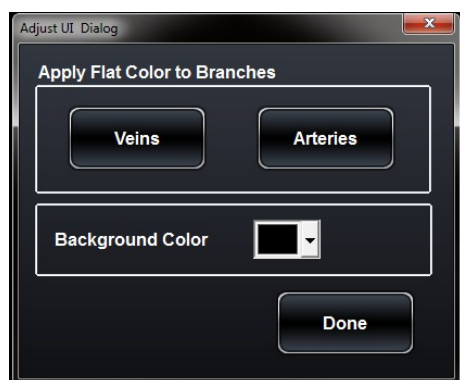 Adjust UI Dialog
Apply Flat Color to Branches
Veins Arteries
Background Color
Done